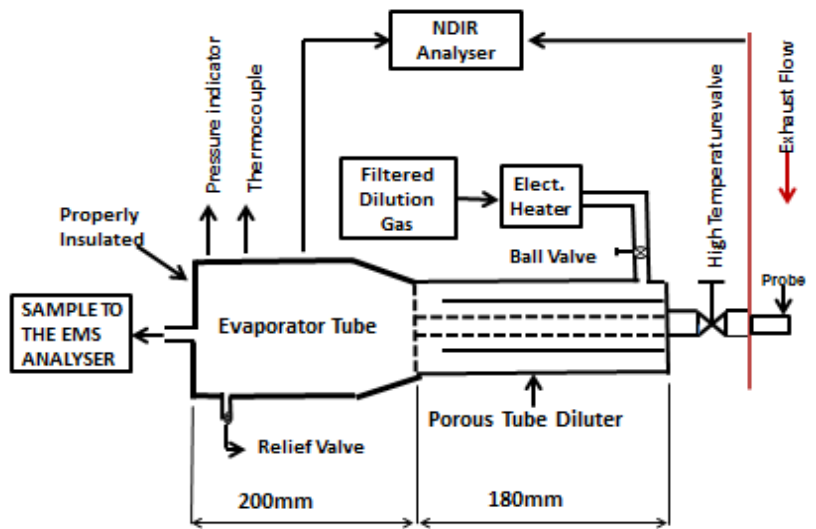 NDIR
Analyser
Pressure indicator
Thermocouple
High Temperature valve
Exhaust Flow
Filtered
Dilution
Gas
Elect.
Heater
Properly
Insulated
Ball Valve
Probe
SAMPLE TO
THE EMS
ANALYSER
Evaporator Tube
Porous Tube Diluter
Relief Valve
200mm
180mm